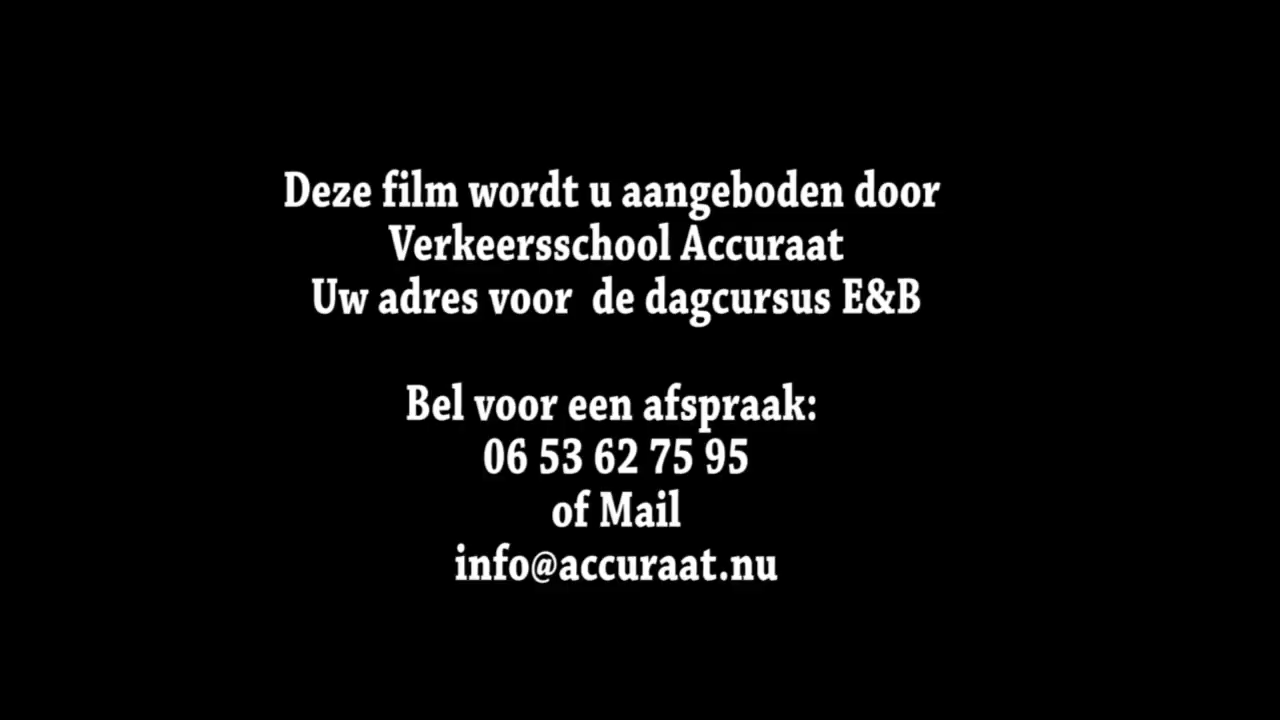 Deze film wordt u aangeboden door
Verkeersschool Accuraat
Uw adres voor de dagcursus E&B
Bel voor een afspraak:
06 53 62 75 95
of Mail
info@accuraat.nu